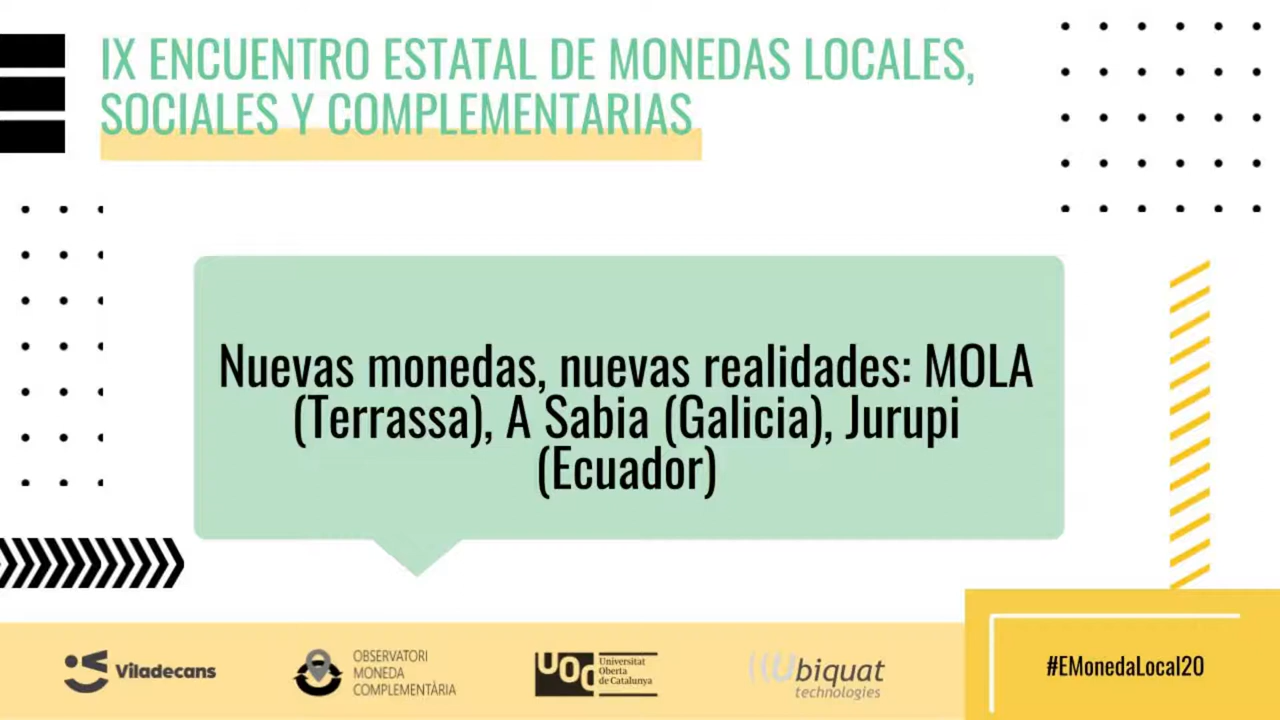 IX ENCUENTRO ESTATAL DE MONEDAS LOCALES,
SOCIALES Y COMPLEMENTARIAS
Nuevas monedas, nuevas realidades: MOLA
(Terrassa), A Sabia (Galicia), Jurupi
(Ecuador)
Viladecans
OBSERVATORI
MONEDA
COMPLEMENTÀRIA
UOC
Universitat
Oberta
de Catalunya
Ubiquat
technologies
#EMonedaLocal20